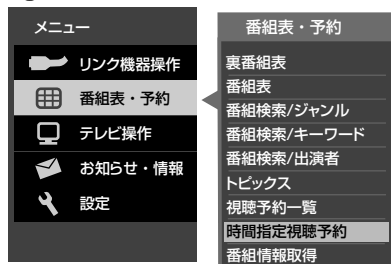 メニュー
リンク機器操作
番組表・予約
テレビ操作
お知らせ・情報
設定
番組表・予約
裏番組表
番組表
番組検索/ジャンル
番組検索/キーワード
番組検索/出演者
トピックス
視聴予約一覧
時間指定視聴予約
番組情報取得